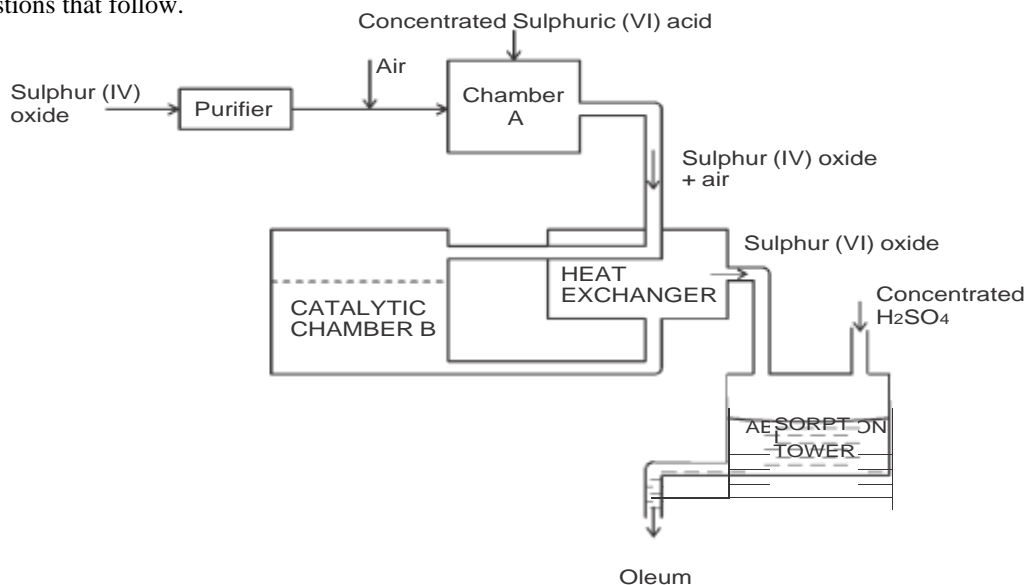 stions that follow.
Concentrated Sulphuric (VI) acid
Air
Sulphur (IV)
oxide
Purifier
Chamber
A
Sulphur (IV) oxide
+ air
Sulphur (VI) oxide
HEAT
EXCHANGER
CATALYTIC
CHAMBER B
Concentrated
H2SO4
TOWER
Oleum